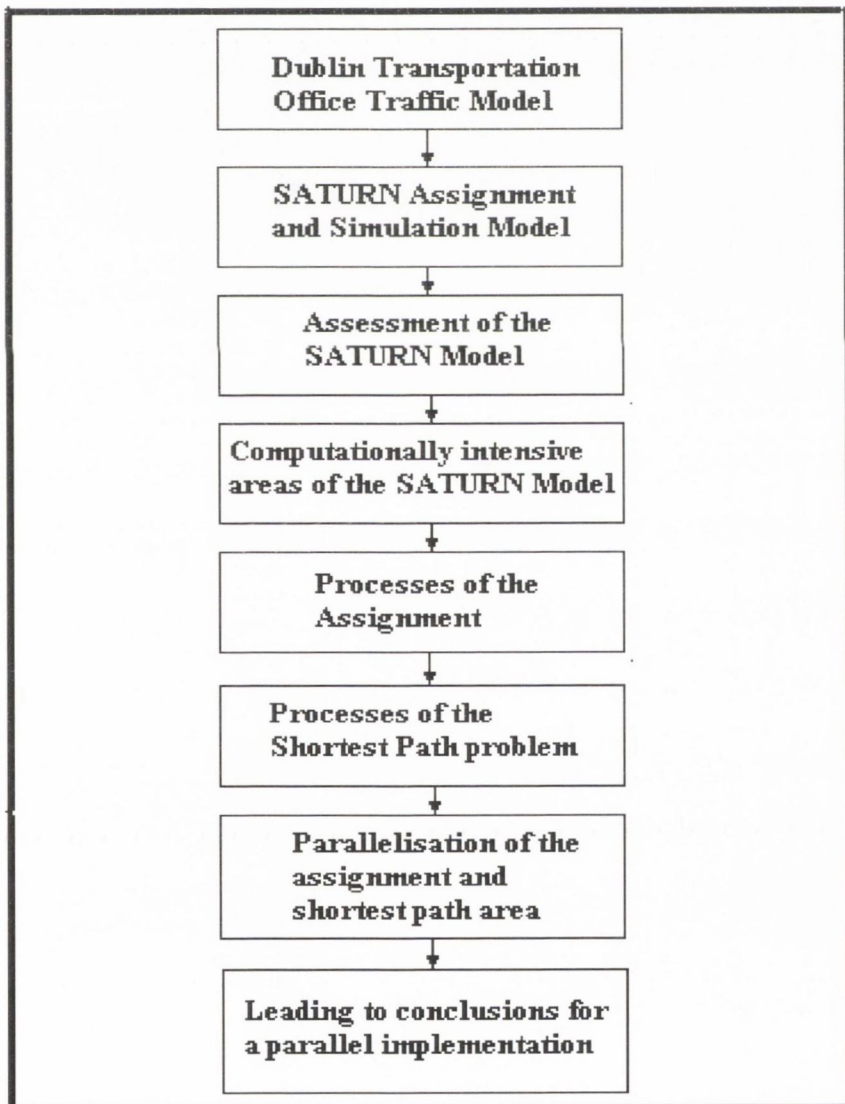 Dublin Transportation
Office Traffic Model
SATURN Assignment
and Simulation Model
Assessment of the
SATURN Model
Computationally intensive
areas of the SATURN Model
Processes of the
Assignment
Processes of the
Shortest Path problem
Parallelisation of the
assignment and
shortest path area
Leading to conclusions for
a parallel implementation